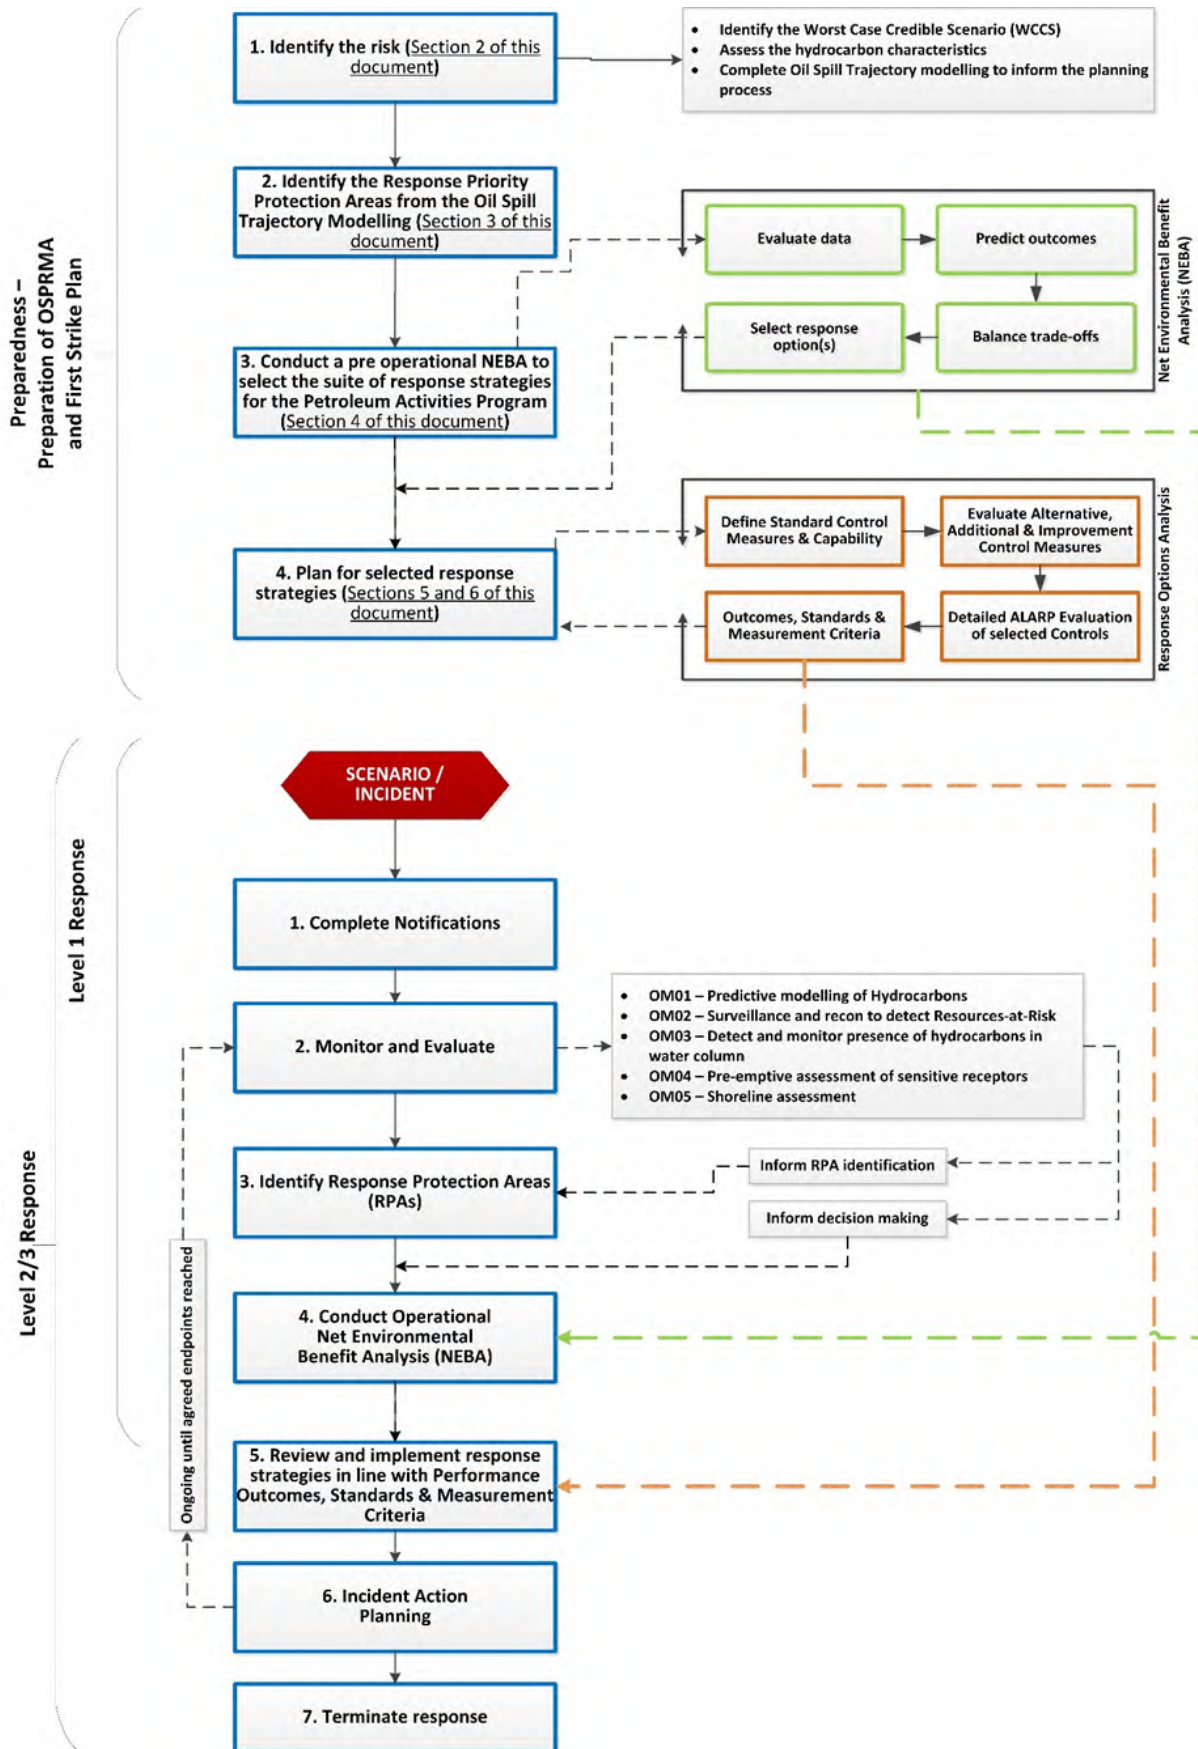 Preparedness –
Preparation of OSPRMA
and First Strike Plan
1. Identify the risk (Section 2 of this
document)
• Identify the Worst Case Credible Scenario (WCCS)
• Assess the hydrocarbon characteristics
• Complete Oil Spill Trajectory modelling to inform the planning
process
2. Identify the Response Priority
Protection Areas from the Oil Spill
Trajectory Modelling (Section 3 of this
document)
3. Conduct a pre operational NEBA to
select the suite of response strategies
for the Petroleum Activities Program
(Section 4 of this document)
Evaluate data
Predict outcomes
Select response
option(s)
Balance trade-offs
Net Environmental Benefit
Analysis (NEBA)
4. Plan for selected response
strategies (Sections 5 and 6 of this
document)
Define Standard Control
Measures & Capability
Evaluate Alternative,
Additional & Improvement
Control Measures
Outcomes, Standards &
Measurement Criteria
Detailed ALARP Evaluation
of selected Controls
Response Options Analysis
Level 2/3 Response
Level 1 Response
SCENARIO /
INCIDENT
1. Complete Notifications
2. Monitor and Evaluate
• OM01 – Predictive modelling of Hydrocarbons
• OM02 – Surveillance and recon to detect Resources-at-Risk
• OM03 – Detect and monitor presence of hydrocarbons in
water column
• OM04 – Pre-emptive assessment of sensitive receptors
• OM05 – Shoreline assessment
3. Identify Response Protection Areas
(RPAs)
Inform RPA identification
Inform decision making
4. Conduct Operational
Net Environmental
Benefit Analysis (NEBA)
5. Review and implement response
strategies in line with Performance
Outcomes, Standards & Measurement
Criteria
Ongoing until agreed endpoints reached
6. Incident Action
Planning
7. Terminate response